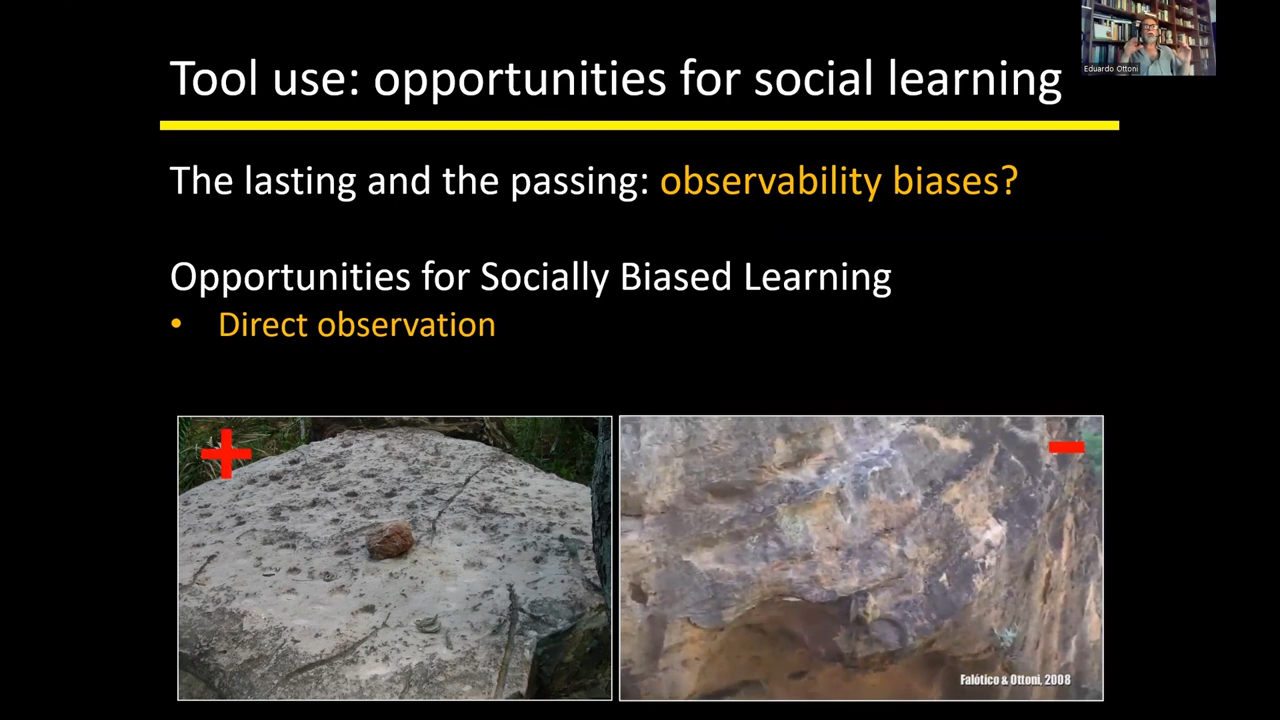 Eduardo Ottoni
Tool use: opportunities for social learning
The lasting and the passing: observability biases?
Opportunities for Socially Biased Learning
• Direct observation
+
-
Falótico & Ottoni, 2008